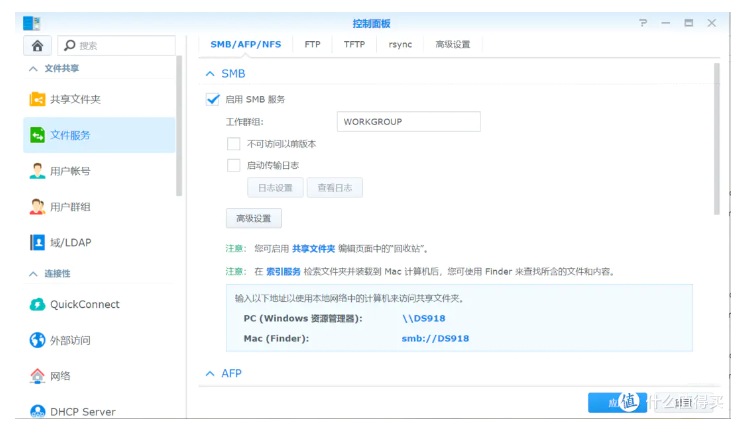 控制面板
搜索
文件共享
共享文件夹
文件服务
用户帐号
用户群组
域/LDAP
连接性
QuickConnect
外部访问
网络
DHCP Server
SMB/AFP/NFS FTP TFTP rsync 高级设置
SMB
启用 SMB 服务
工作群组: WORKGROUP
不可访问以前版本
启动传输日志
日志设置 查看日志
高级设置
注意: 您可启用 共享文件夹 编辑页面中的"回收站"。
注意: 在 索引服务 检索文件夹并装载到 Mac 计算机后，您可使用 Finder 来查找所含的文件和内容。
输入以下地址以使用本地网络中的计算机来访问共享文件夹。
PC (Windows 资源管理器): \\DS918
Mac (Finder): smb://DS918
AFP
值 什么值得买